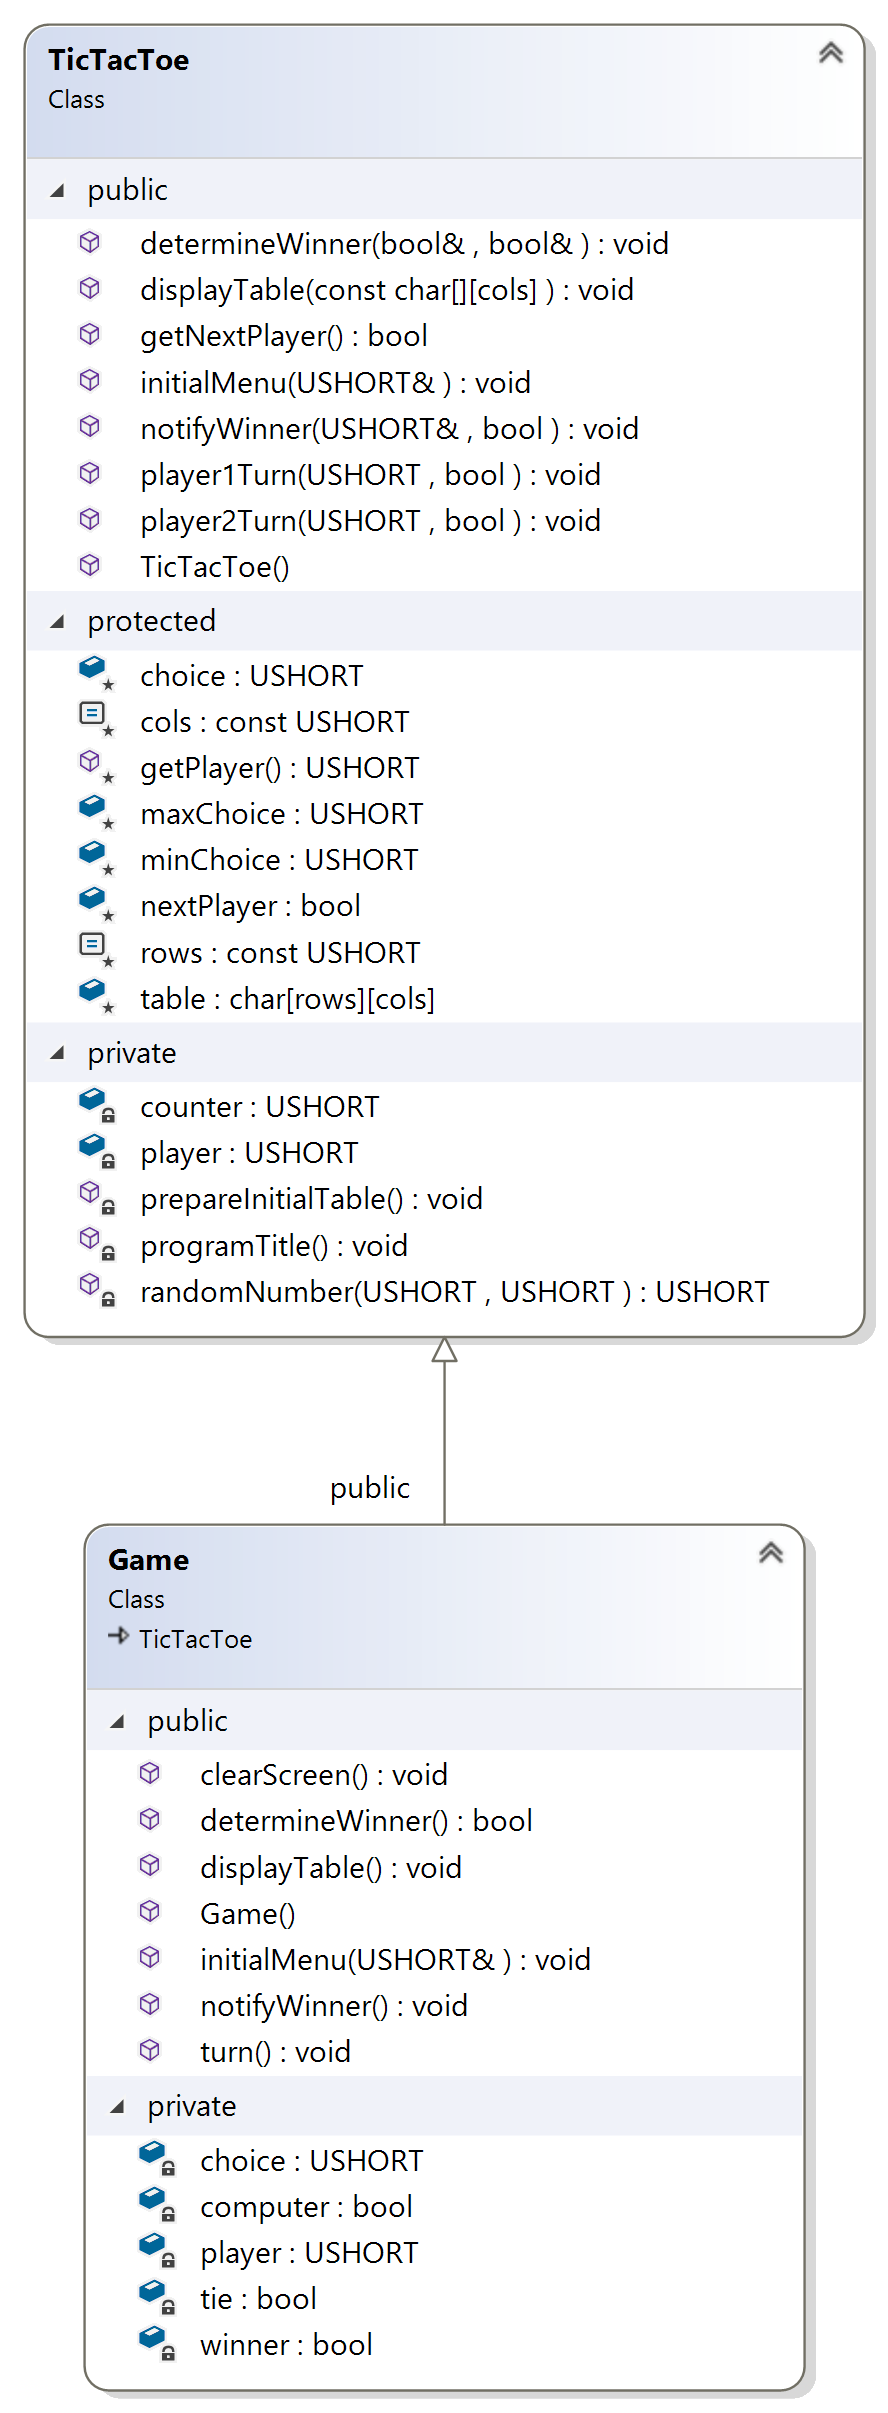 TicTacToe
Class
public
determineWinner(bool& , bool& ) : void
displayTable(const char[][cols] ) : void
getNextPlayer() : bool
initialMenu(USHORT& ) : void
notifyWinner(USHORT& , bool ) : void
player1Turn(USHORT , bool ) : void
player2Turn(USHORT , bool ) : void
TicTacToe()
protected
choice : USHORT
cols : const USHORT
getPlayer() : USHORT
maxChoice : USHORT
minChoice : USHORT
nextPlayer : bool
rows : const USHORT
table : char[rows][cols]
private
counter : USHORT
player : USHORT
prepareInitialTable() : void
programTitle() : void
randomNumber(USHORT , USHORT ) : USHORT
public
Game
Class
TicTacToe
public
clearScreen() : void
determineWinner() : bool
displayTable() : void
Game()
initialMenu(USHORT& ) : void
notifyWinner() : void
turn() : void
private
choice : USHORT
computer : bool
player : USHORT
tie : bool
winner : bool